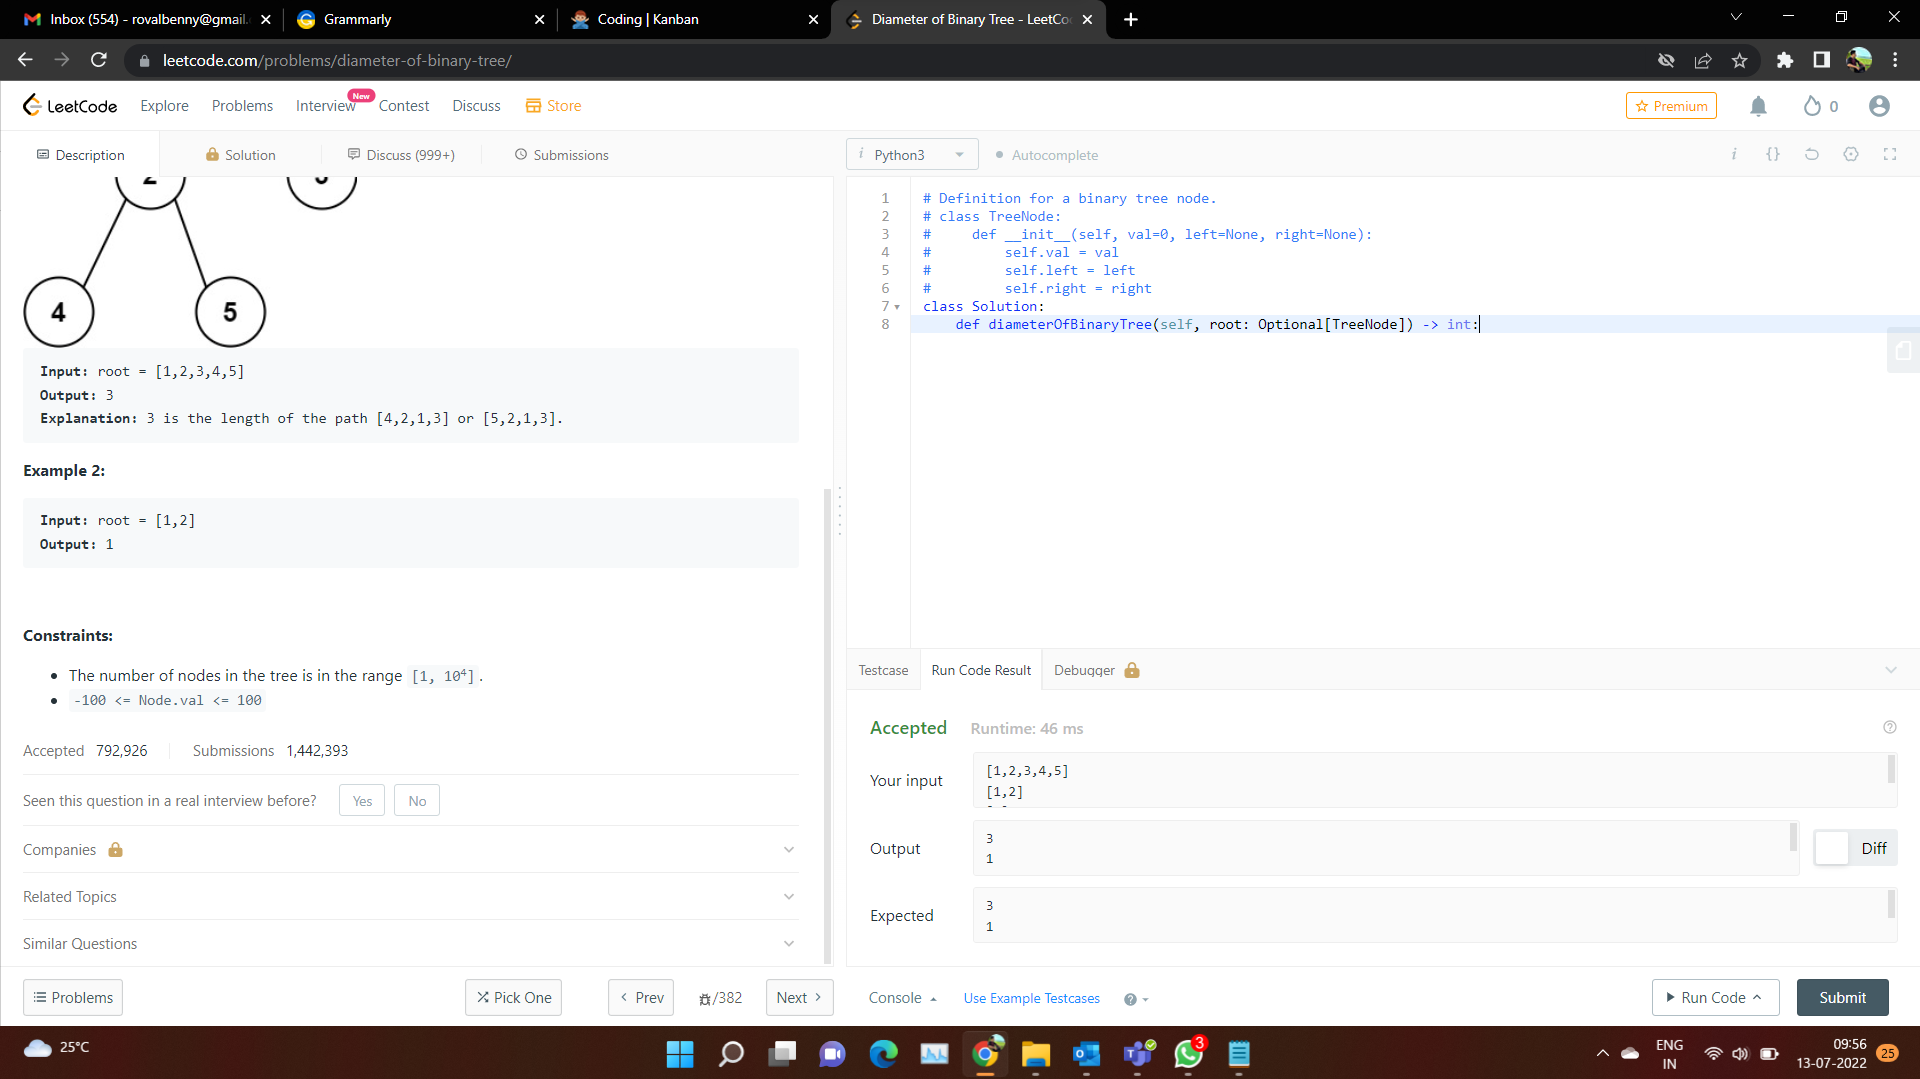 Inbox (554) - rovalbenny@gmail.
Grammarly
Coding | Kanban
Diameter of Binary Tree - LeetCo
leetcode.com/problems/diameter-of-binary-tree/
LeetCode
Explore
Problems
Interview
New
Contest
Discuss
Store
Premium
0
Description
Solution
Discuss (999+)
Submissions
i Python3
Autocomplete
i {}
4
5
Input: root = [1,2,3,4,5]
Output: 3
Explanation: 3 is the length of the path [4,2,1,3] or [5,2,1,3].
Example 2:
Input: root = [1,2]
Output: 1
Constraints:
The number of nodes in the tree is in the range [1, 10⁴].
-100 <= Node.val <= 100
Accepted 792,926
Submissions 1,442,393
Seen this question in a real interview before?
Yes
No
Companies
Related Topics
Similar Questions
Problems
Pick One
Prev
/382
Next
1 # Definition for a binary tree node.
2 # class TreeNode:
3 #     def __init__(self, val=0, left=None, right=None):
4 #         self.val = val
5 #         self.left = left
6 #         self.right = right
7 class Solution:
8     def diameterOfBinaryTree(self, root: Optional[TreeNode]) -> int:
Testcase
Run Code Result
Debugger
Accepted
Runtime: 46 ms
Your input
[1,2,3,4,5]
[1,2]
Output
3
1
Diff
Expected
3
1
Console
Use Example Testcases
Run Code
Submit
25°C
3
ENG
IN
09:56
13-07-2022
25